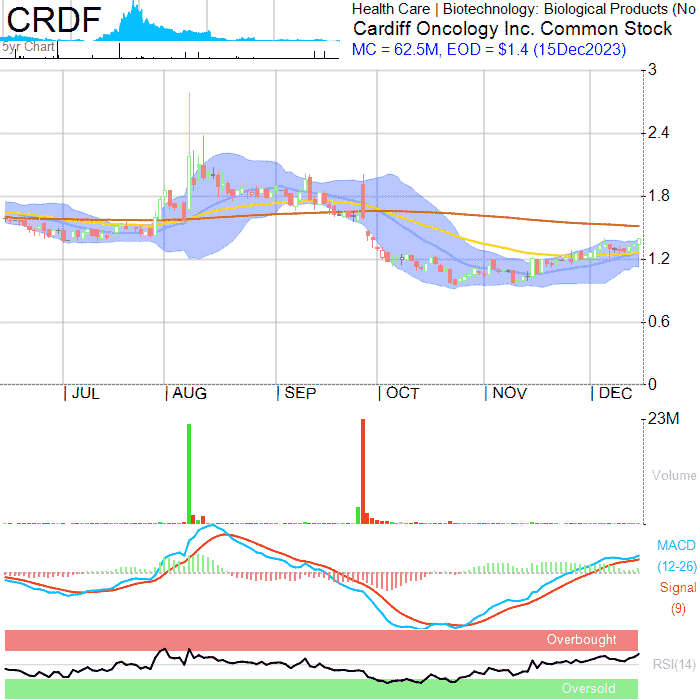 CRDF
Health Care | Biotechnology: Biological Products (No
Cardiff Oncology Inc. Common Stock
MC = 62.5M, EOD = $1.4 (15Dec2023)
5yr Chart
3
2.4
1.8
1.2
0.6
0
| JUL | AUG | SEP | OCT | NOV | DEC
23M
Volume
MACD
(12-26)
Signal
(9)
Overbought
RSI(14)
Oversold